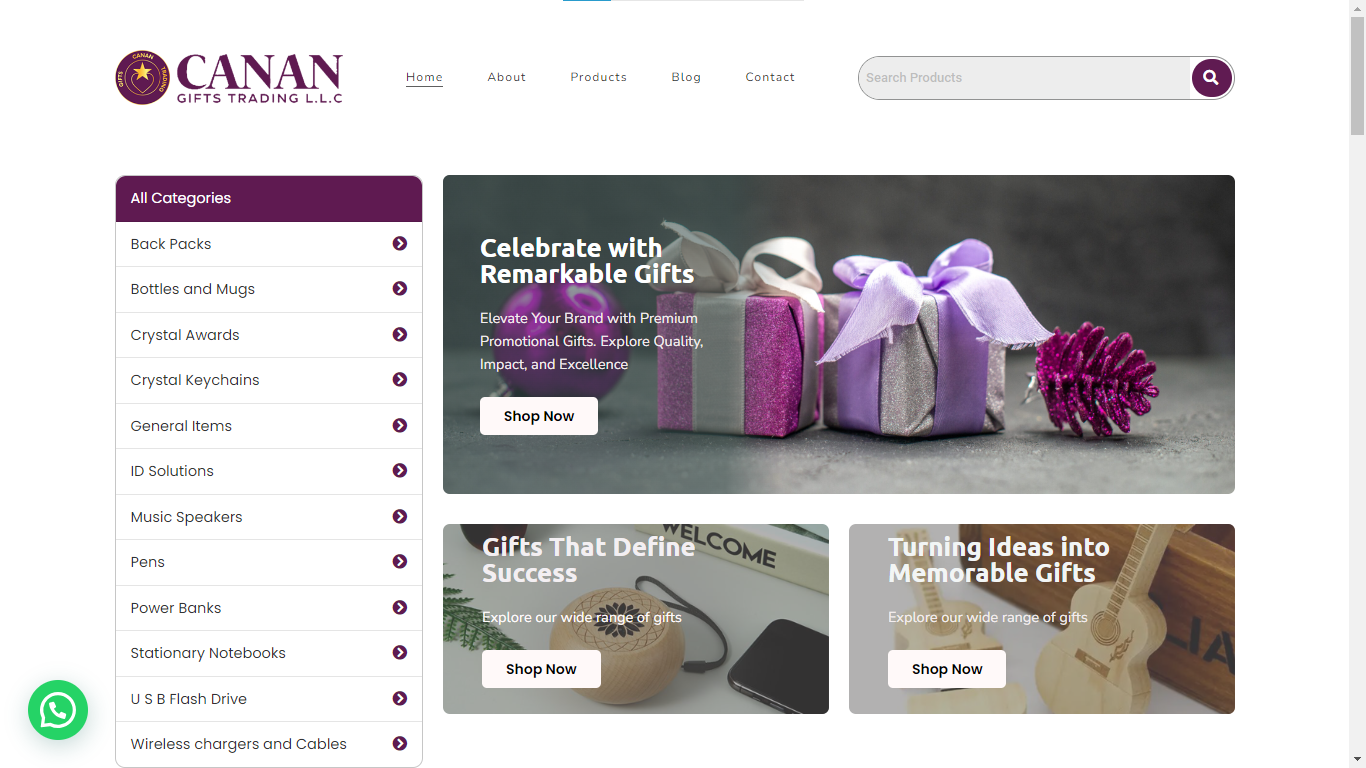 CANAN
GIFTS
TRADING
CANAN
GIFTS TRADING L.L.C
Home
About
Products
Blog
Contact
Search Products
All Categories
Back Packs
Bottles and Mugs
Crystal Awards
Crystal Keychains
General Items
ID Solutions
Music Speakers
Pens
Power Banks
Stationary Notebooks
U S B Flash Drive
Wireless chargers and Cables
Celebrate with
Remarkable Gifts
Elevate Your Brand with Premium
Promotional Gifts. Explore Quality,
Impact, and Excellence
Shop Now
WELCOME
Gifts That Define
Success
Explore our wide range of gifts
Shop Now
Turning Ideas into
Memorable Gifts
Explore our wide range of gifts
Shop Now